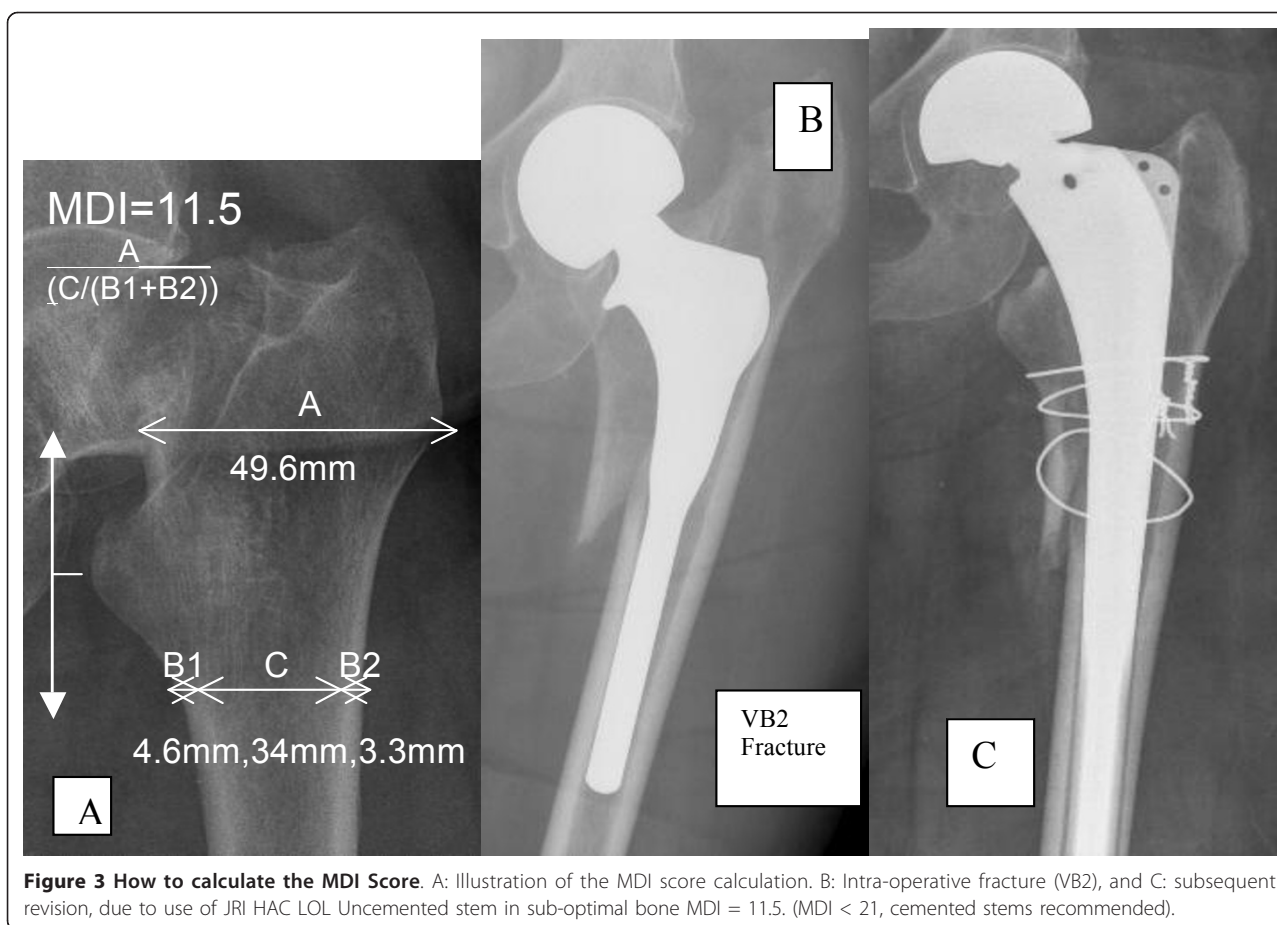 MDI=11.5
A
(C/(B1+B2))
A
49.6mm
B1 C B2
4.6mm,34mm,3.3mm
A
B
VB2
Fracture
C
Figure 3 How to calculate the MDI Score. A: Illustration of the MDI score calculation. B: Intra-operative fracture (VB2), and C: subsequent
revision, due to use of JRI HAC LOL Uncemented stem in sub-optimal bone MDI = 11.5. (MDI < 21, cemented stems recommended).